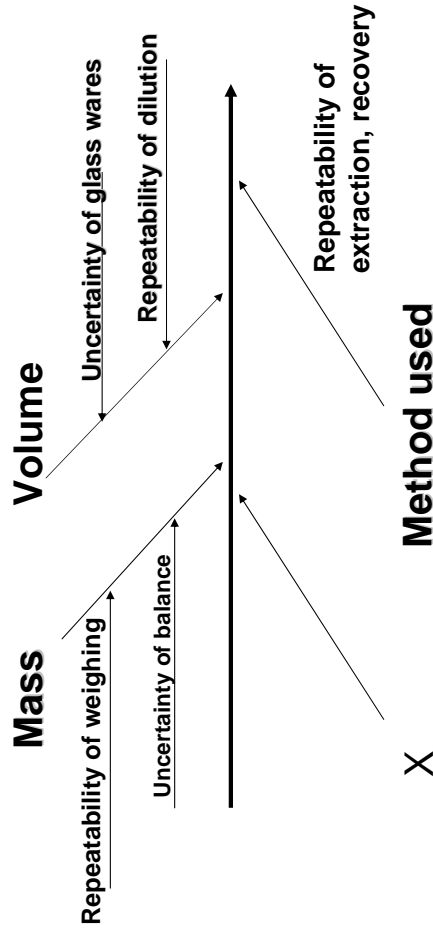 Mass
Volume
Repeatability of weighing
Uncertainty of balance
Uncertainty of glass wares
Repeatability of dilution
Repeatability of
extraction, recovery
X
Method used